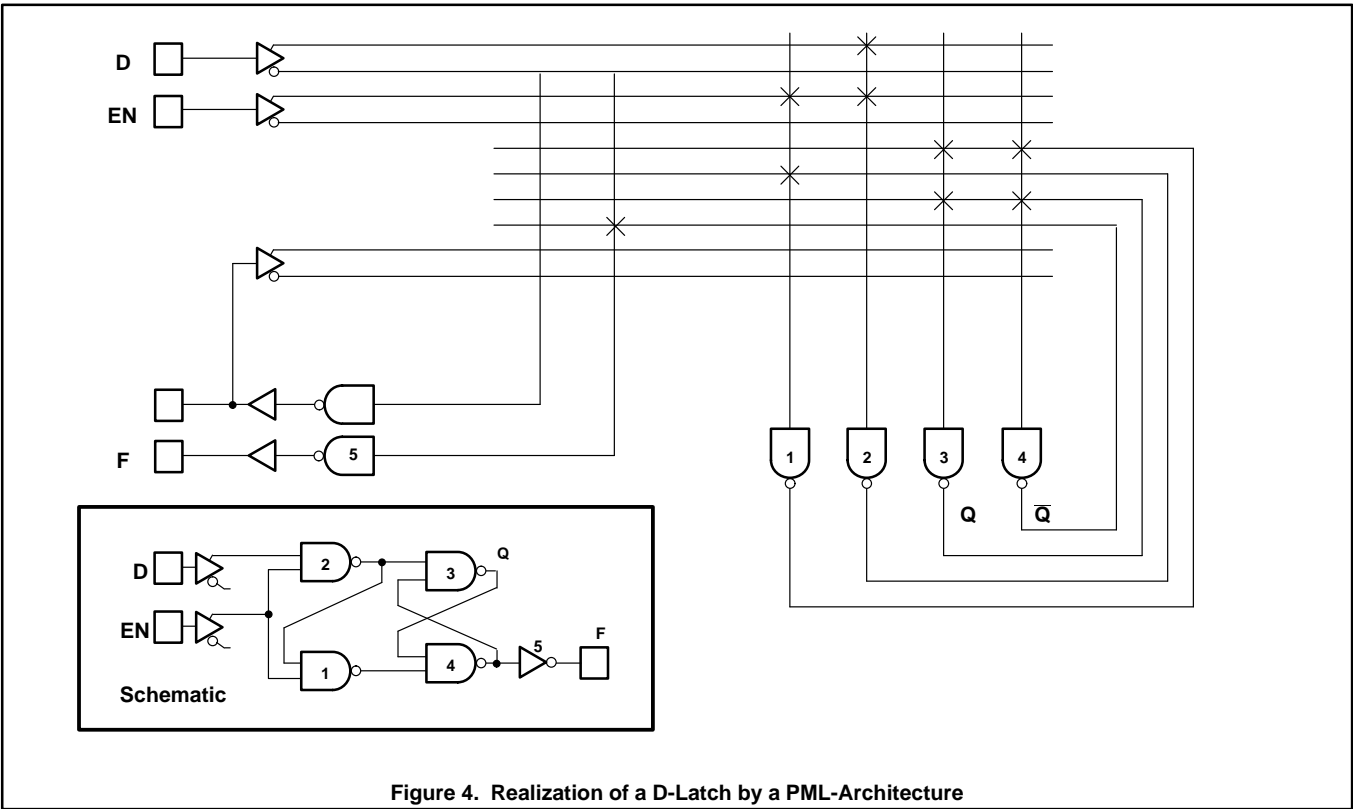 D
EN
F
5
1 2 3 4
Q Q̅
D
2
Q
3
EN
5 F
1
4
Schematic
Figure 4. Realization of a D-Latch by a PML-Architecture